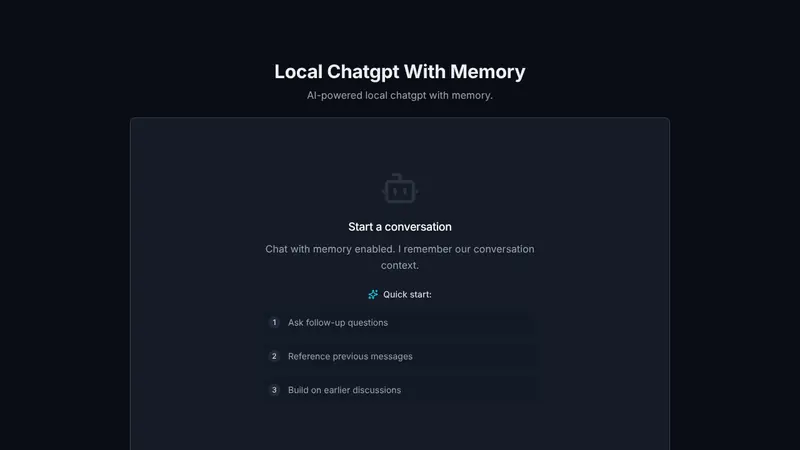 Local Chatgpt With Memory
AI-powered local chatgpt with memory.
Start a conversation
Chat with memory enabled. I remember our conversation
context.
Quick start:
1 Ask follow-up questions
2 Reference previous messages
3 Build on earlier discussions